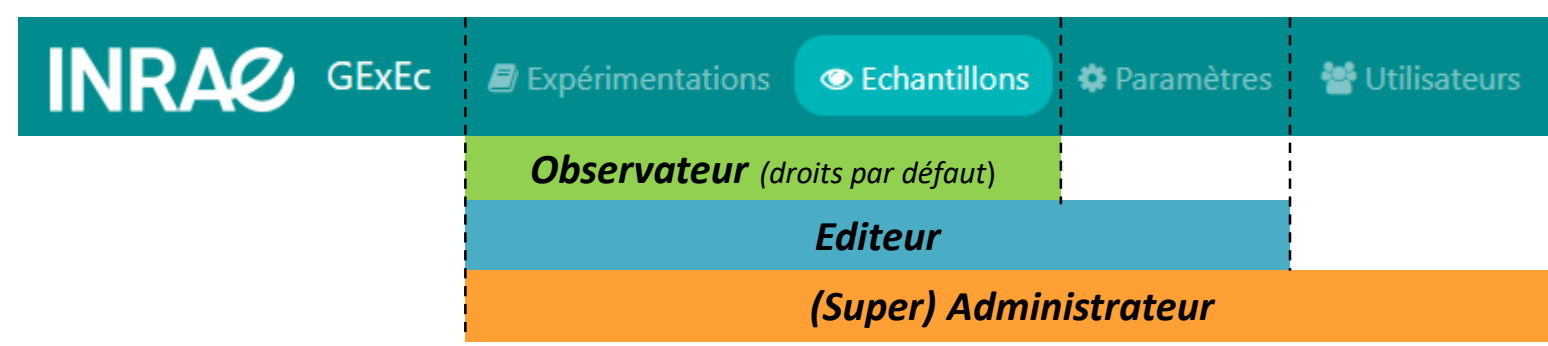 INRAE GExEc Expérimentations Echantillons Paramètres Utilisateurs
Observateur (droits par défaut)
Editeur
(Super) Administrateur